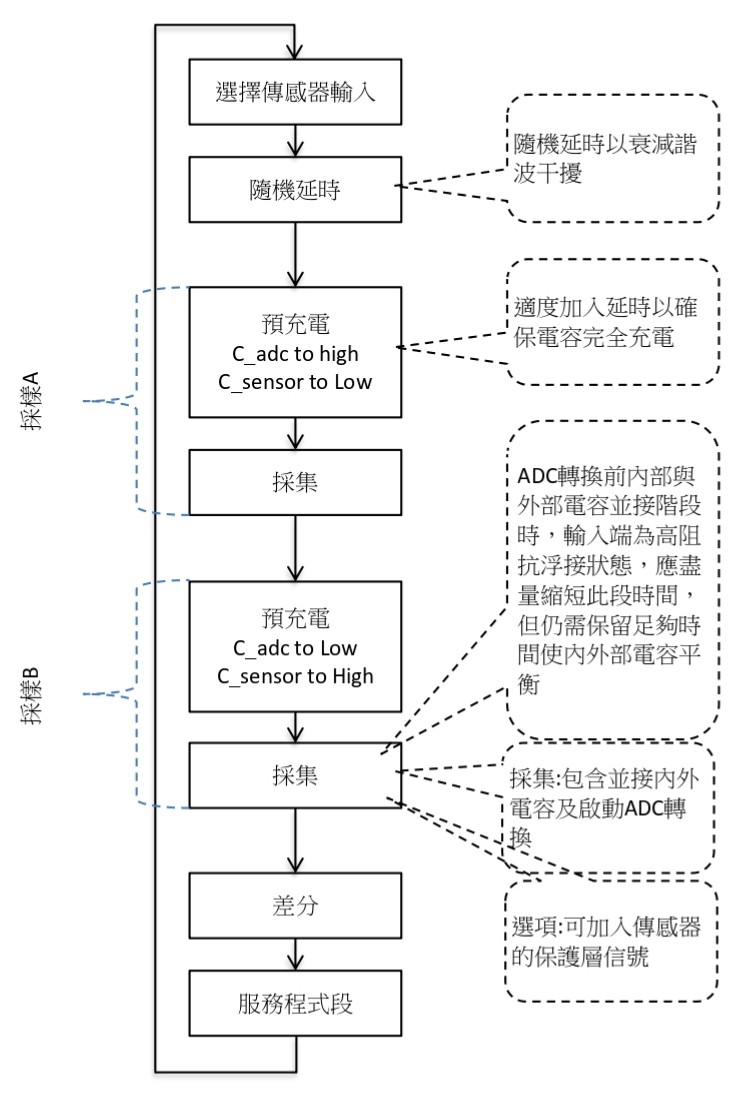 選擇傳感器輸入
隨機延時
隨機延時以衰減諧
波干擾
採樣A
預充電
C_adc to high
C_sensor to Low
適度加入延時以確
保電容完全充電
採集
ADC轉換前內部與
外部電容並接階段
時，輸入端為高阻
抗浮接狀態，應盡
量縮短此段時間，
但仍需保留足夠時
間使內外部電容平
衡
採樣B
預充電
C_adc to Low
C_sensor to High
採集
採集:包含並接內外
電容及啟動ADC轉
換
差分
選項:可加入傳感器
的保護層信號
服務程式段